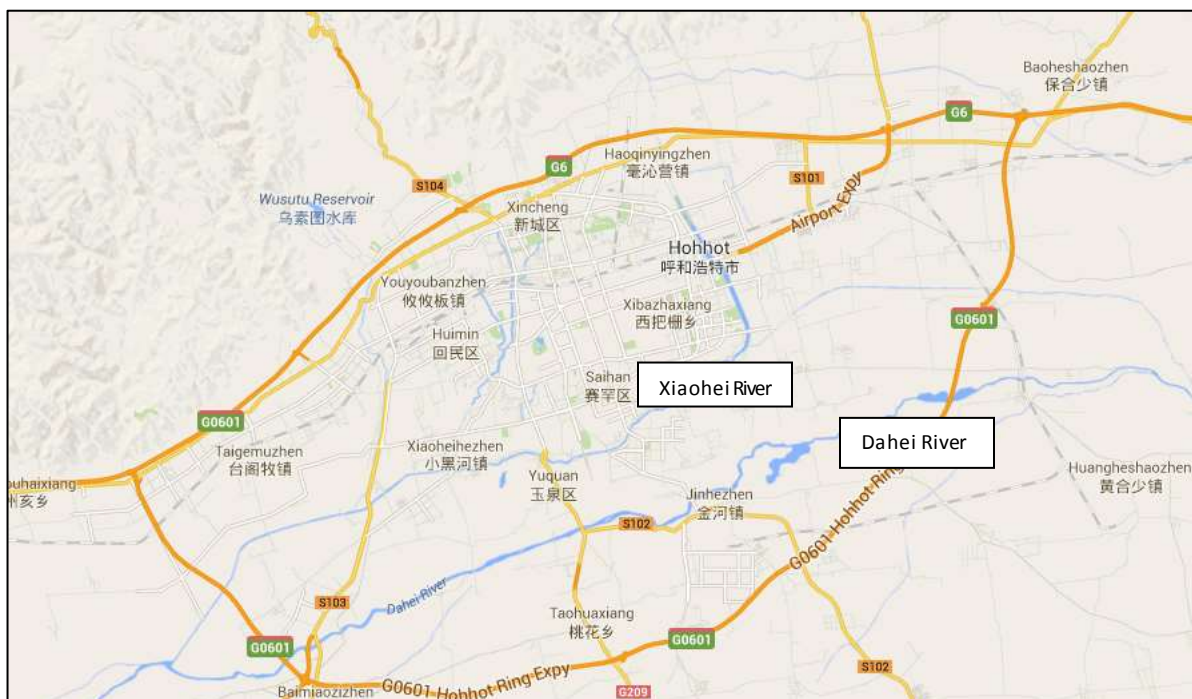 Baoheshaozhen
保合少镇
G6
Haoqinyingzhen
毫沁营镇
G6
S101
S104
Wusutu Reservoir
乌素图水库
Xincheng
新城区
Airport Expy
Hohhot
呼和浩特市
Youyoubanzhen
攸攸板镇
Xibazhaxiang
西把栅乡
G0601
Huimin
回民区
Saihan
赛罕区
Xiaohei River
G0601
Dahei River
Taigemuzhen
台阁牧镇
Xiaoheihezhen
小黑河镇
Huangheshaozhen
黄合少镇
ouhaixiang
州亥乡
Yuquan
玉泉区
Jinhezhen
金河镇
S102
G0601 Hohhot Ring
S103
Dahei River
Taohuaxiang
桃花乡
G0601
G0601
S102
G0601 Hohhot Ring Expy
Baimiaozizhen
G209